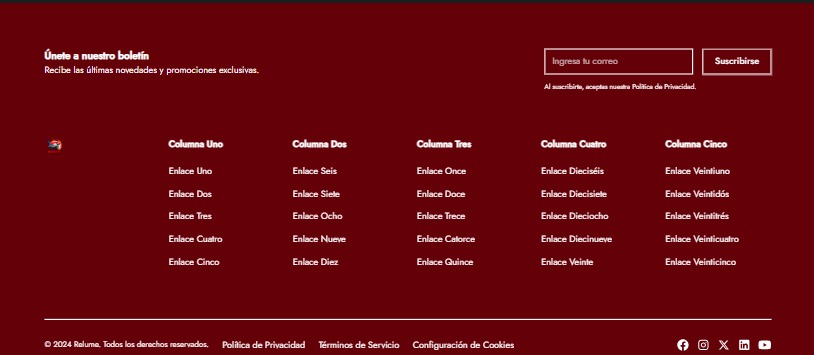 Únete a nuestro boletín
Recibe las últimas novedades y promociones exclusivas.
Ingresa tu correo
Suscribirse
Al suscribirte, aceptas nuestra Política de Privacidad.
Columna Uno
Enlace Uno
Enlace Dos
Enlace Tres
Enlace Cuatro
Enlace Cinco
Columna Dos
Enlace Seis
Enlace Siete
Enlace Ocho
Enlace Nueve
Enlace Diez
Columna Tres
Enlace Once
Enlace Doce
Enlace Trece
Enlace Catorce
Enlace Quince
Columna Cuatro
Enlace Dieciséis
Enlace Diecisiete
Enlace Dieciocho
Enlace Diecinueve
Enlace Veinte
Columna Cinco
Enlace Veintiuno
Enlace Veintidós
Enlace Veintitrés
Enlace Veinticuatro
Enlace Veinticinco
© 2024 Relume. Todos los derechos reservados.
Política de Privacidad
Términos de Servicio
Configuración de Cookies